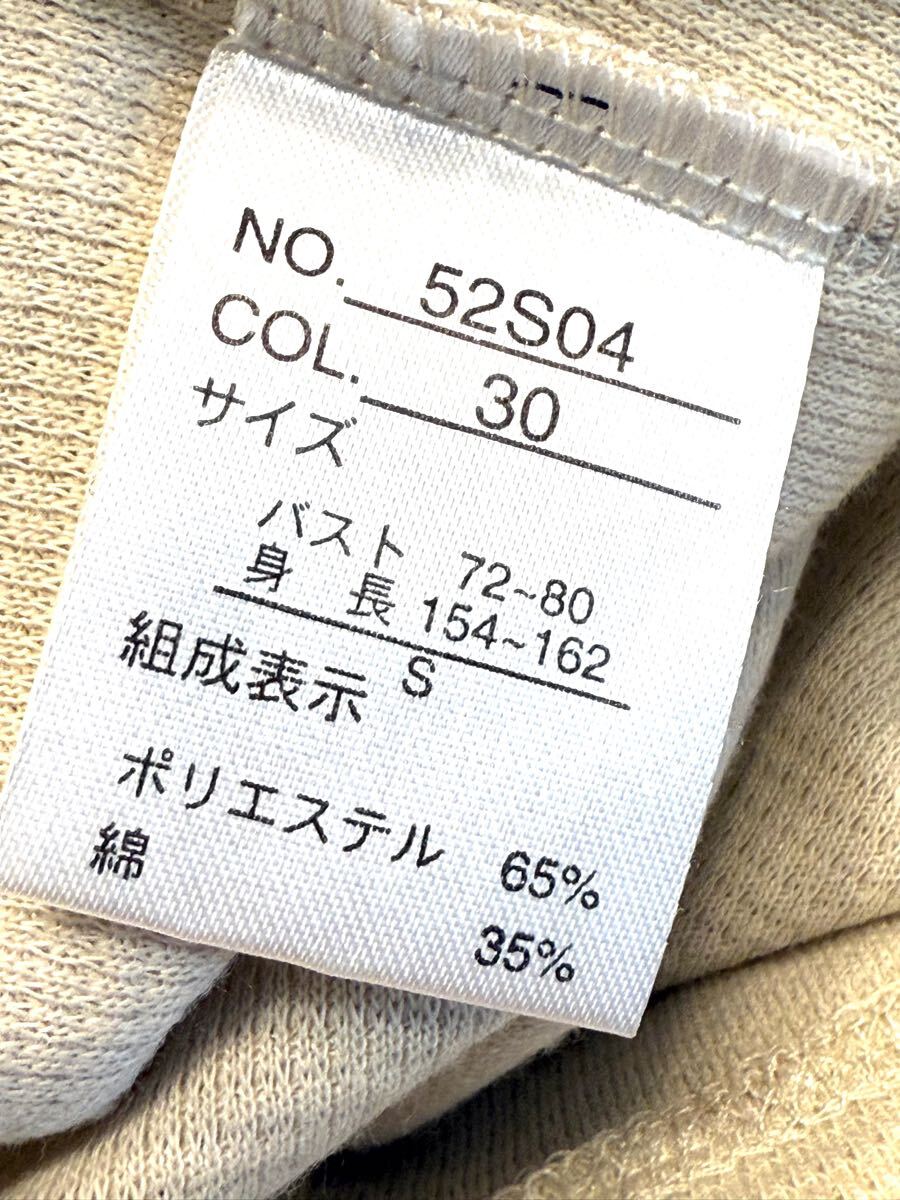 NO. 52S04
COL. 30
サイズ
バスト 72~80
身 長 154~162
S
組成表示
ポリエステル 65%
綿 35%